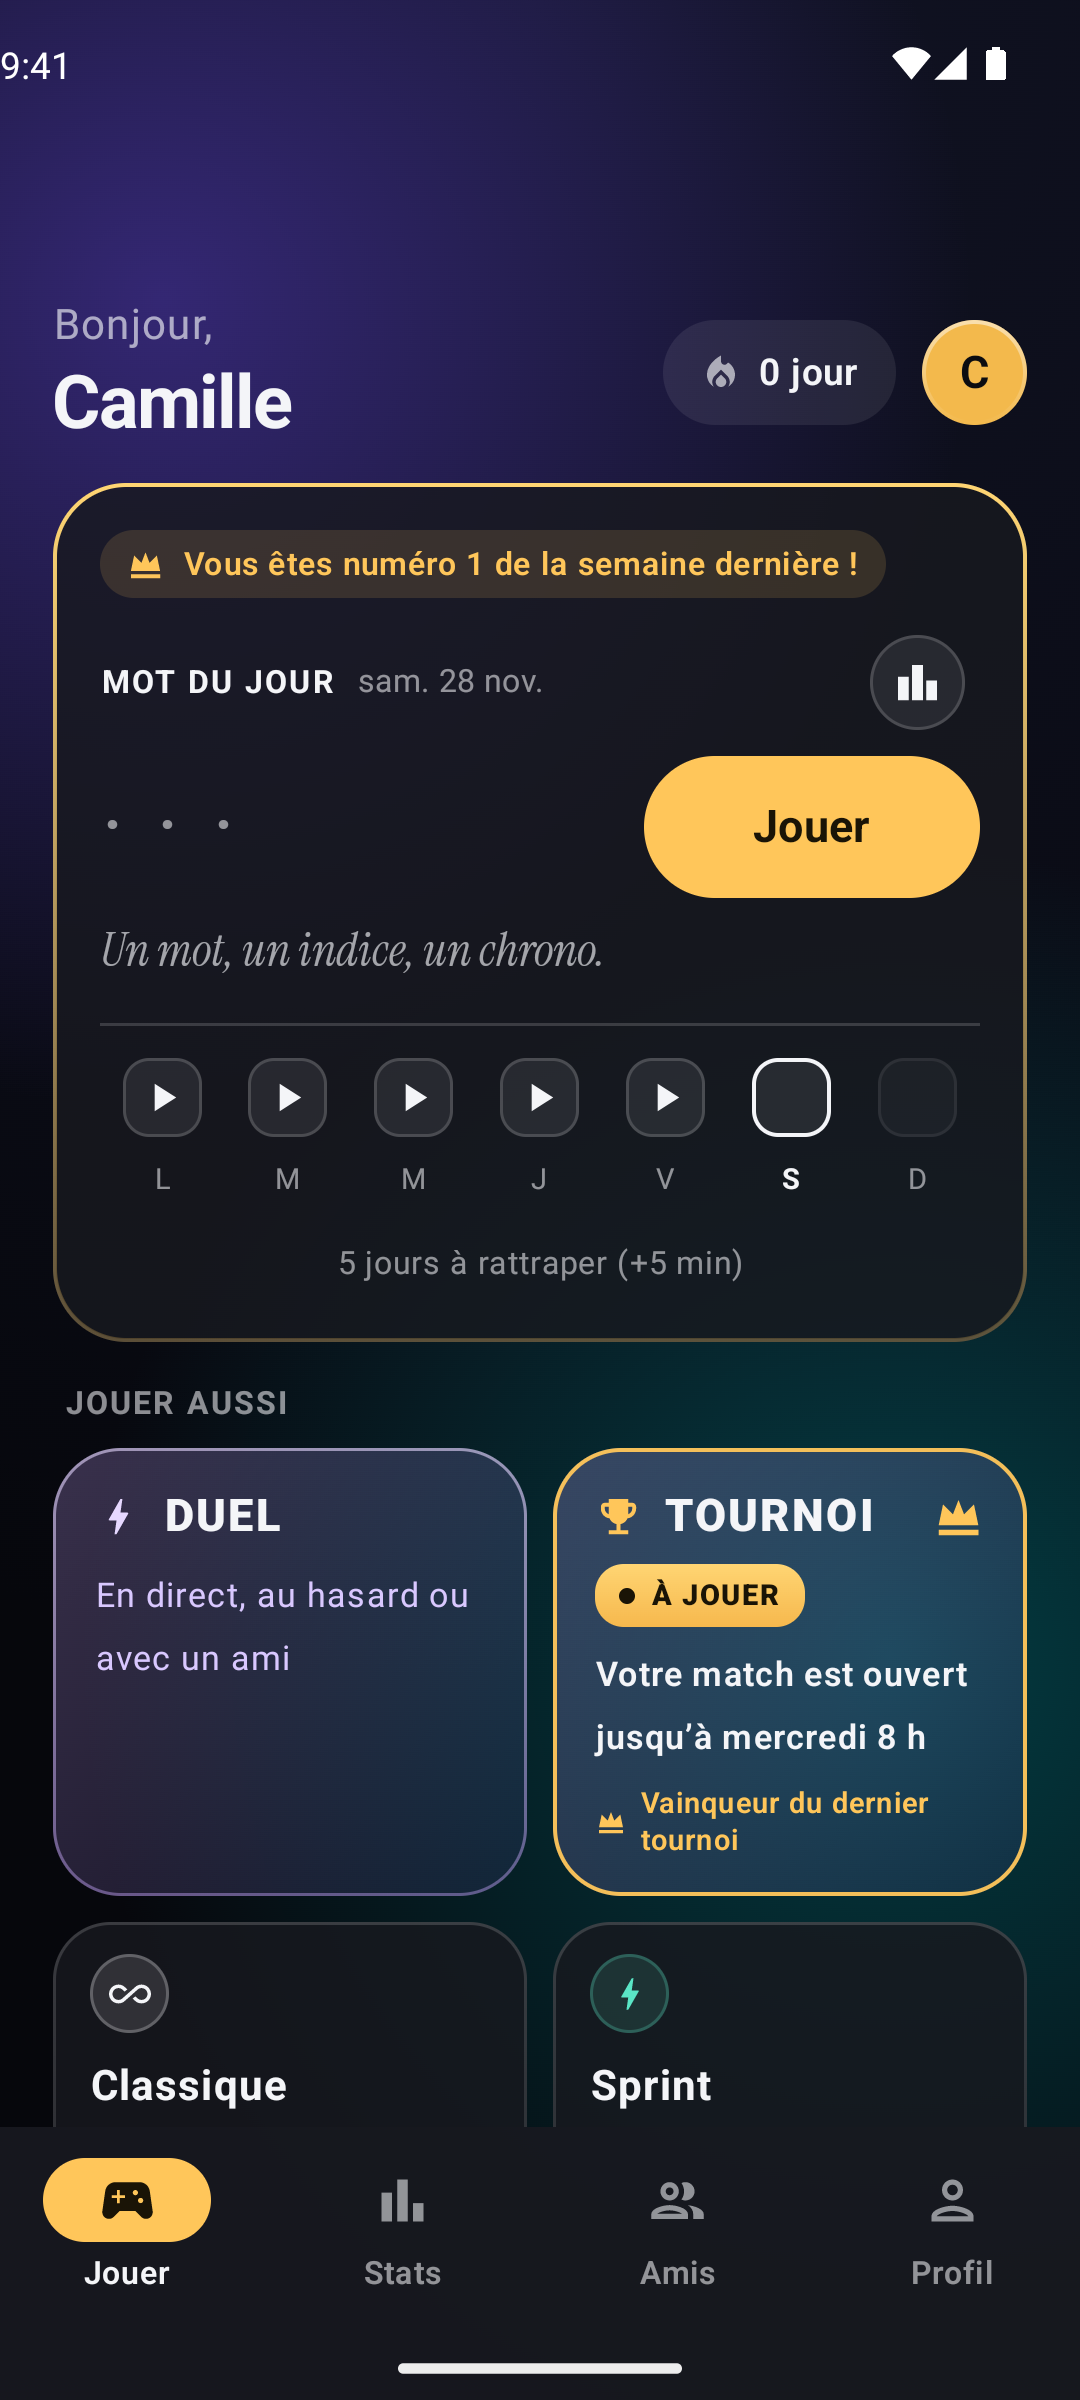 9:41
Bonjour,
Camille
0 jour
C
Vous êtes numéro 1 de la semaine dernière !
MOT DU JOUR sam. 28 nov.
• • •
Jouer
Un mot, un indice, un chrono.
L M M J V S D
5 jours à rattraper (+5 min)
JOUER AUSSI
DUEL
En direct, au hasard ou
avec un ami
TOURNOI
À JOUER
Votre match est ouvert
jusqu’à mercredi 8 h
Vainqueur du dernier
tournoi
Classique
Sprint
Jouer
Stats
Amis
Profil